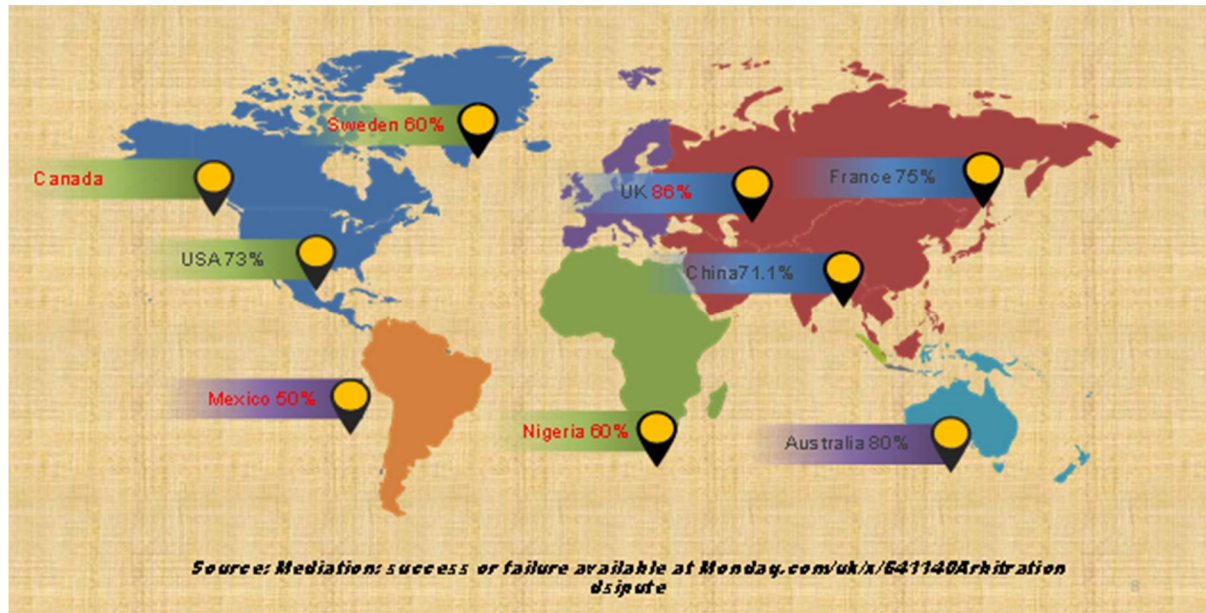 Sweden 60%
Canada
UK 86%
France 75%
USA 73%
China71.1%
Mexico 50%
Nigeria 60%
Australia 80%
Source: Mediation: success or failure available at Mondaq.com/uk/x/641140Arhitration
dsipute
8